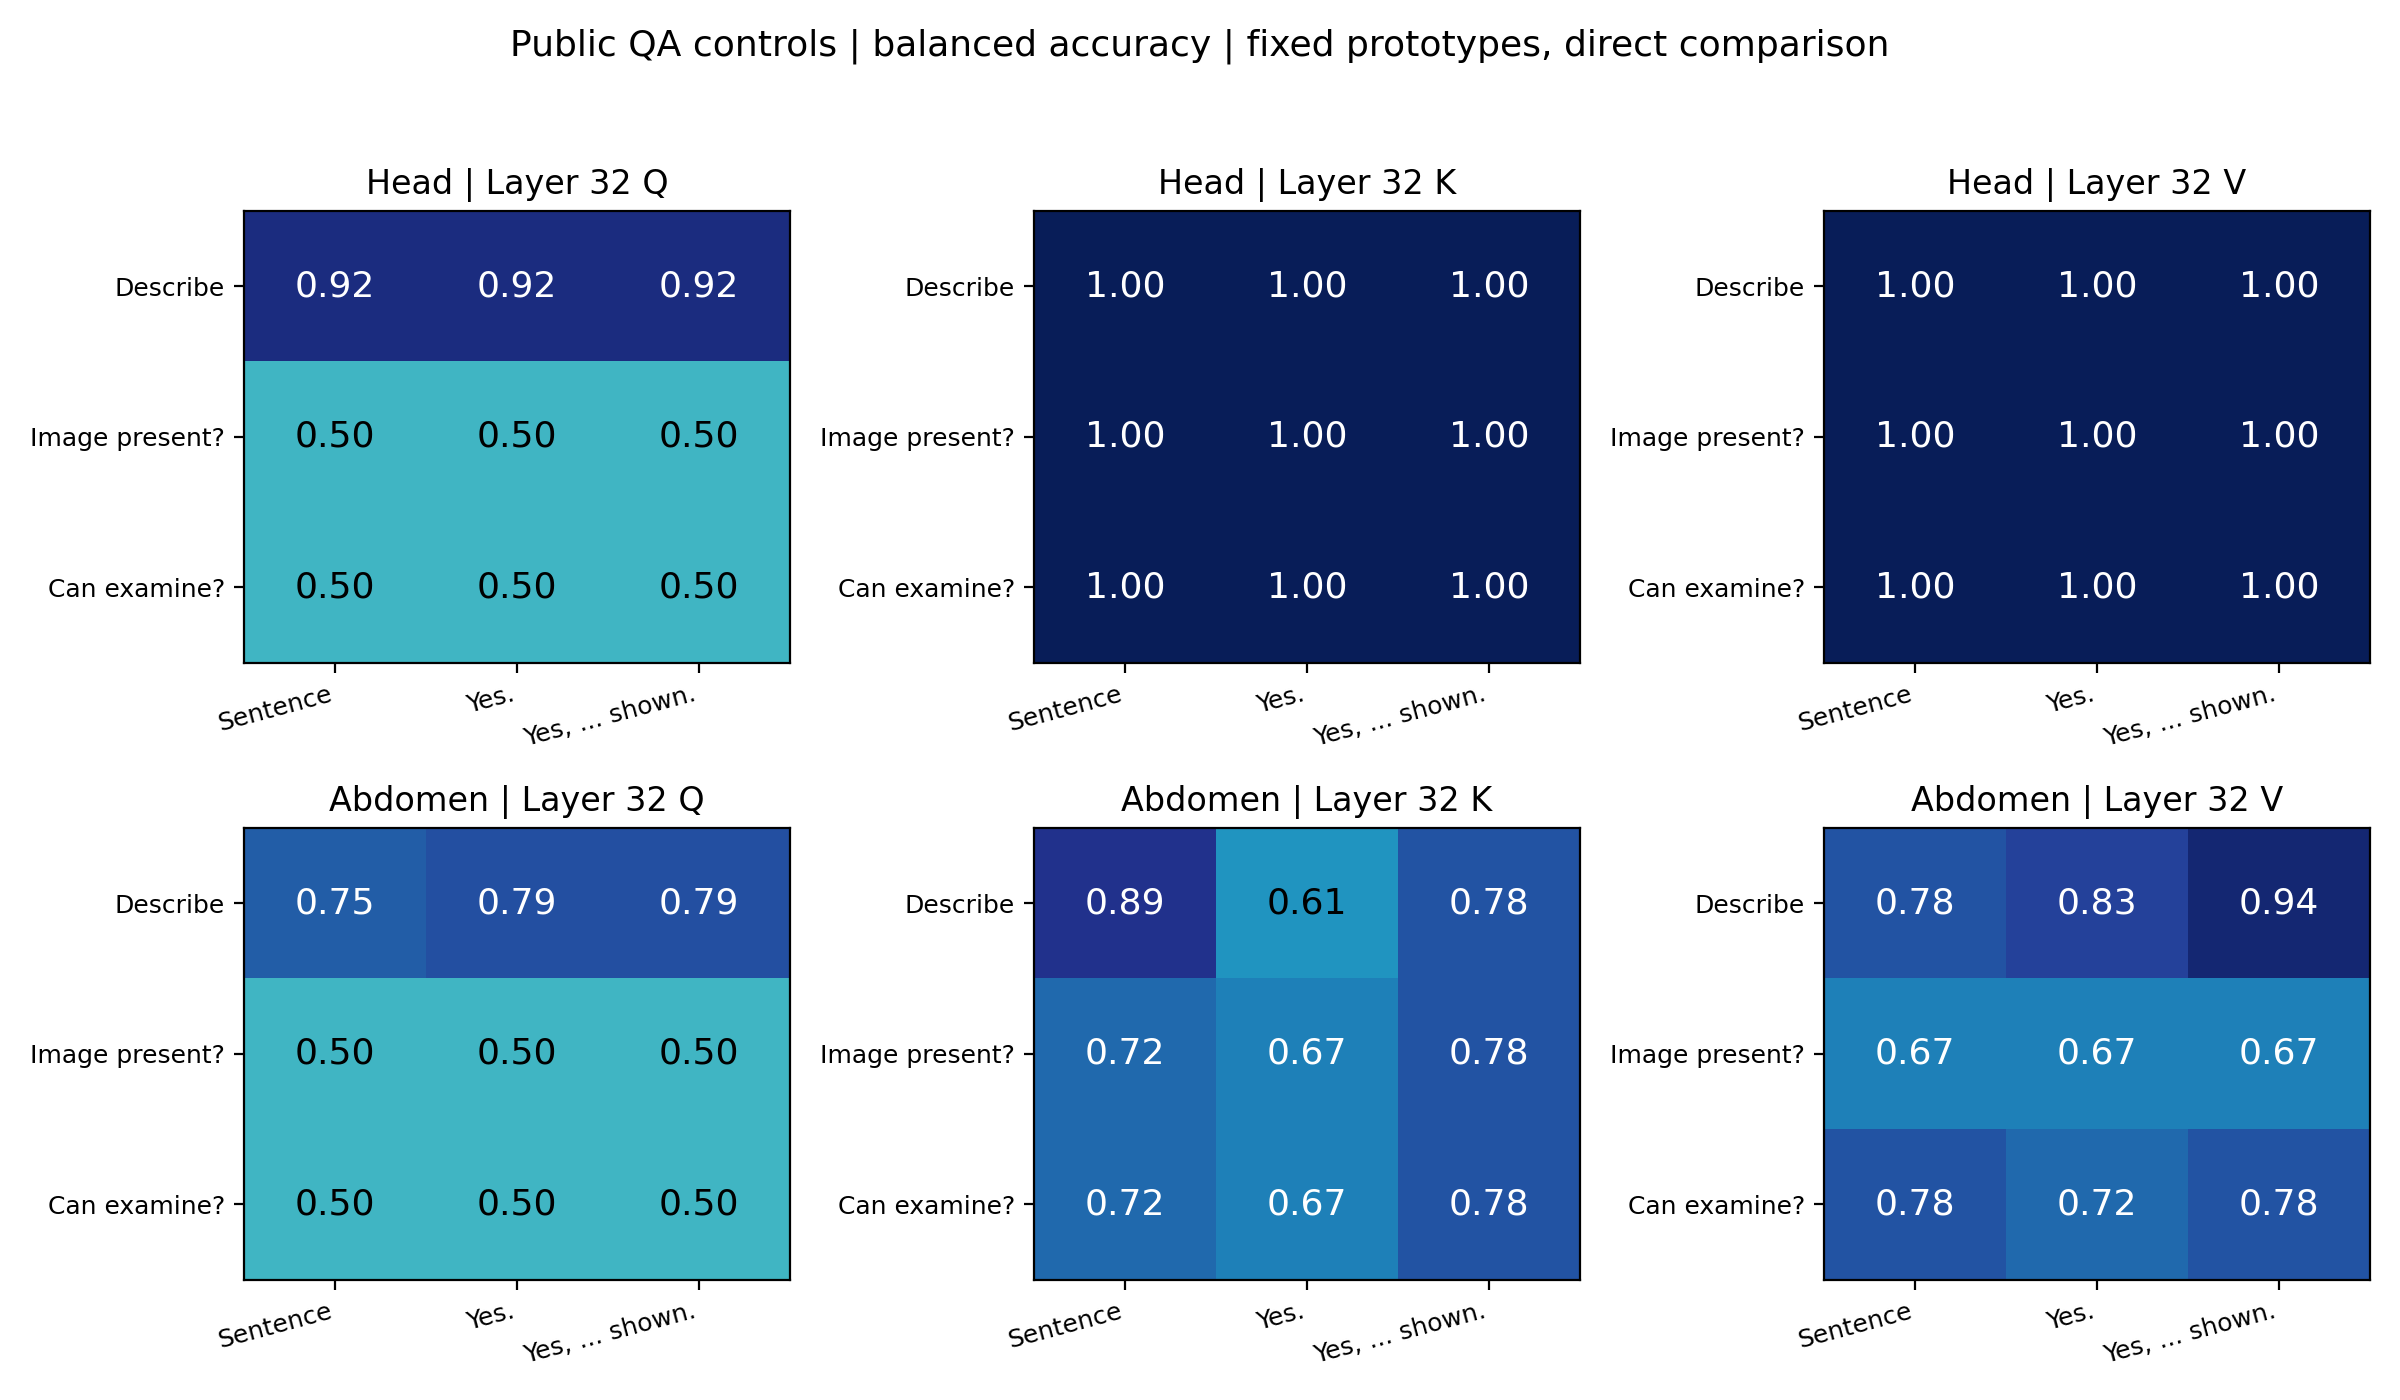 Public QA controls | balanced accuracy | fixed prototypes, direct comparison
Head | Layer 32 Q
Describe
0.92 0.92 0.92
Image present?
0.50 0.50 0.50
Can examine?
0.50 0.50 0.50
Sentence
Yes.
Yes, ... shown.
Head | Layer 32 K
Describe
1.00 1.00 1.00
Image present?
1.00 1.00 1.00
Can examine?
1.00 1.00 1.00
Sentence
Yes.
Yes, ... shown.
Head | Layer 32 V
Describe
1.00 1.00 1.00
Image present?
1.00 1.00 1.00
Can examine?
1.00 1.00 1.00
Sentence
Yes.
Yes, ... shown.
Abdomen | Layer 32 Q
Describe
0.75 0.79 0.79
Image present?
0.50 0.50 0.50
Can examine?
0.50 0.50 0.50
Sentence
Yes.
Yes, ... shown.
Abdomen | Layer 32 K
Describe
0.89 0.61 0.78
Image present?
0.72 0.67 0.78
Can examine?
0.72 0.67 0.78
Sentence
Yes.
Yes, ... shown.
Abdomen | Layer 32 V
Describe
0.78 0.83 0.94
Image present?
0.67 0.67 0.67
Can examine?
0.78 0.72 0.78
Sentence
Yes.
Yes, ... shown.